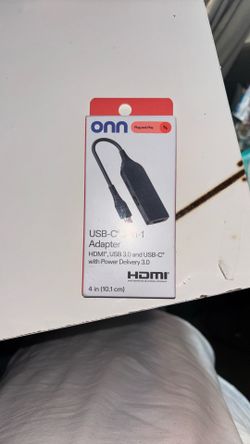 onn
Plug and Play
USB-C®
Adapter
HDMI®, USB 3.0 and USB-C®
with Power Delivery 3.0
HDMI
4 in (10.1 cm)